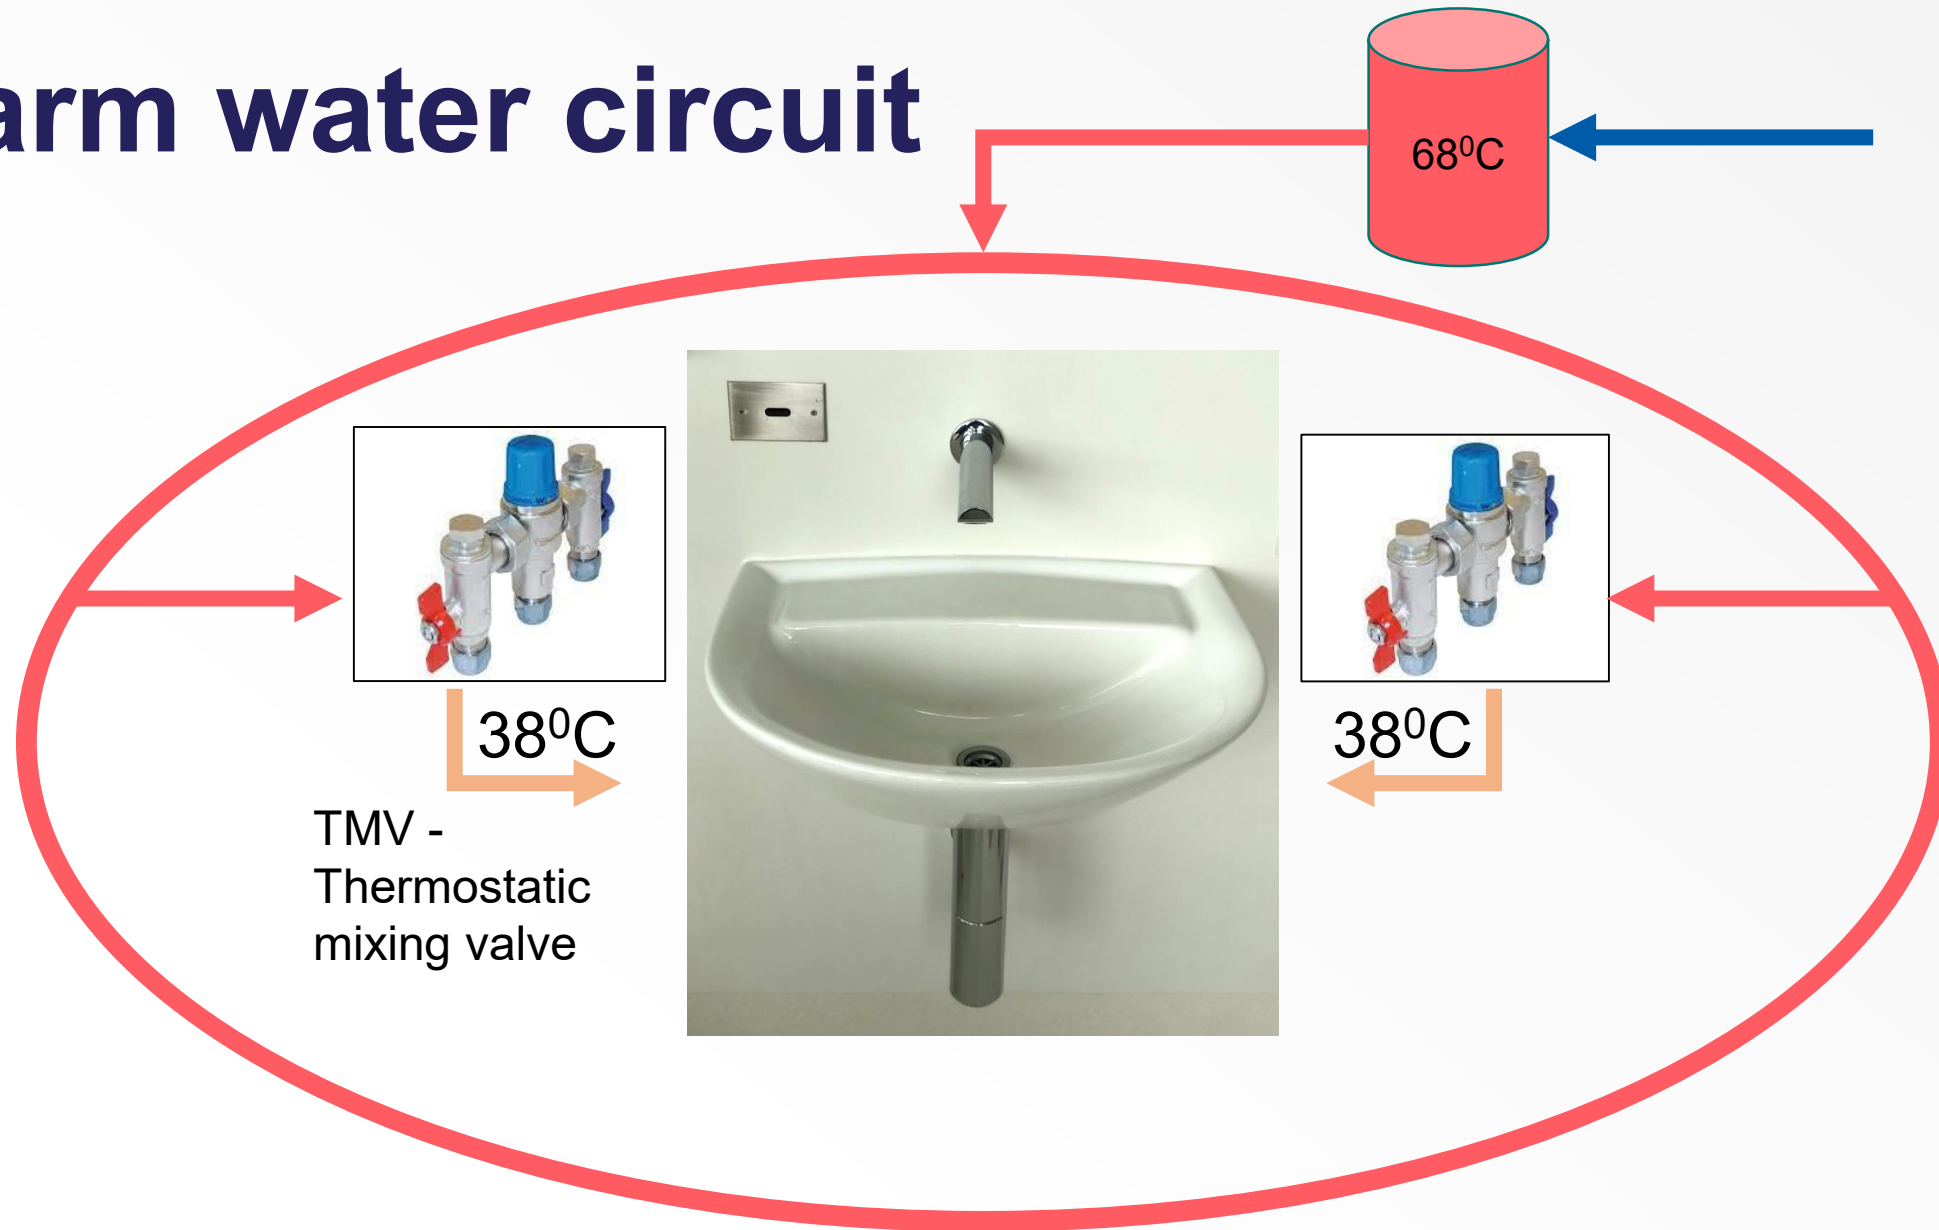 arm water circuit
68⁰C
38⁰C
38⁰C
TMV -
Thermostatic
mixing valve